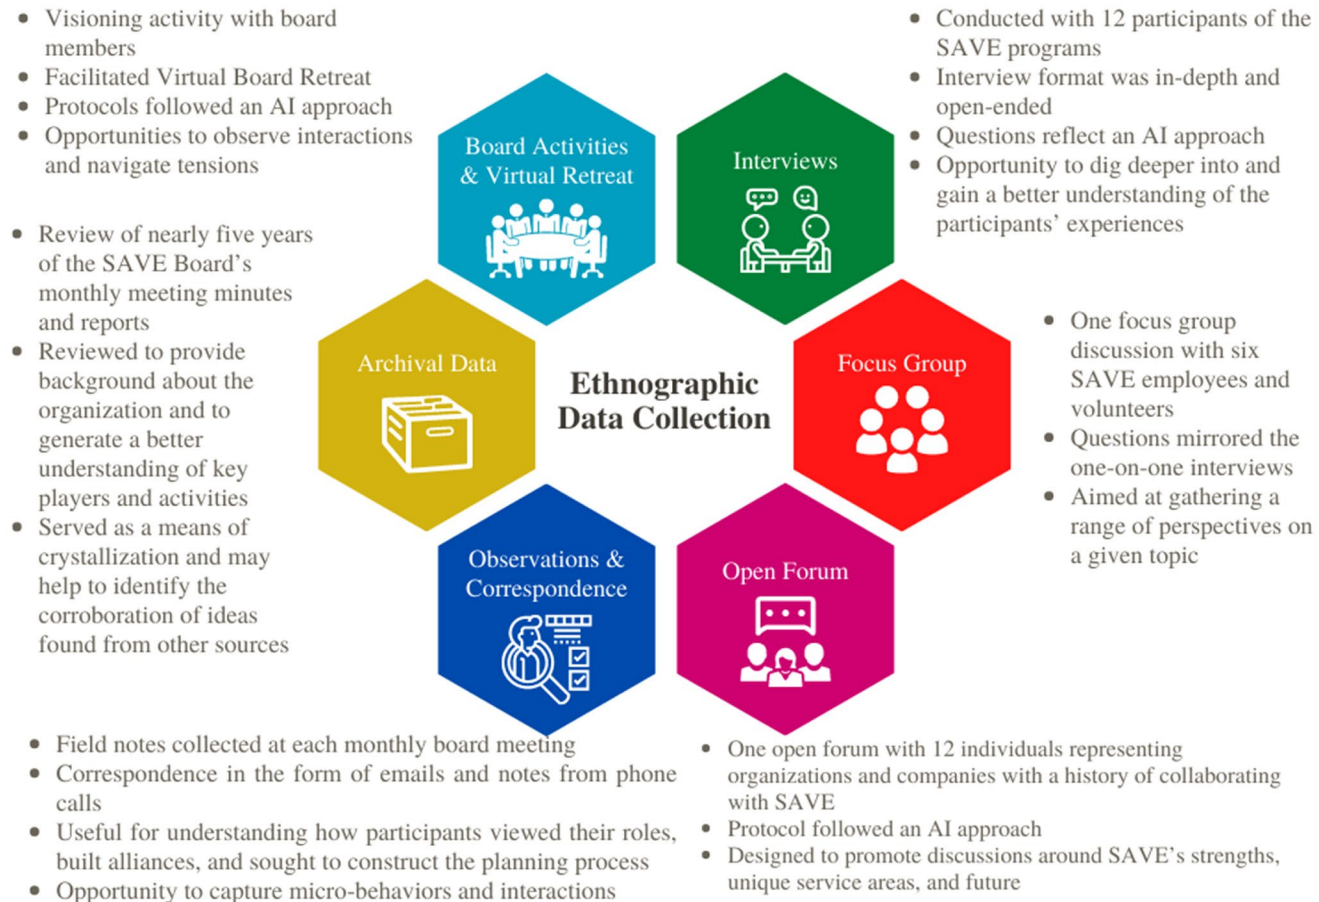 • Visioning activity with board
members
• Facilitated Virtual Board Retreat
• Protocols followed an AI approach
• Opportunities to observe interactions
and navigate tensions
Board Activities
& Virtual Retreat
Interviews
• Conducted with 12 participants of the
SAVE programs
• Interview format was in-depth and
open-ended
• Questions reflect an AI approach
• Opportunity to dig deeper into and
gain a better understanding of the
participants’ experiences
• Review of nearly five years
of the SAVE Board’s
monthly meeting minutes
and reports
• Reviewed to provide
background about the
organization and to
generate a better
understanding of key
players and activities
• Served as a means of
crystallization and may
help to identify the
corroboration of ideas
found from other sources
Archival Data
Ethnographic
Data Collection
Focus Group
• One focus group
discussion with six
SAVE employees and
volunteers
• Questions mirrored the
one-on-one interviews
• Aimed at gathering a
range of perspectives on
a given topic
Observations &
Correspondence
Open Forum
• Field notes collected at each monthly board meeting
• Correspondence in the form of emails and notes from phone
calls
• Useful for understanding how participants viewed their roles,
built alliances, and sought to construct the planning process
• Opportunity to capture micro-behaviors and interactions
• One open forum with 12 individuals representing
organizations and companies with a history of collaborating
with SAVE
• Protocol followed an AI approach
• Designed to promote discussions around SAVE’s strengths,
unique service areas, and future